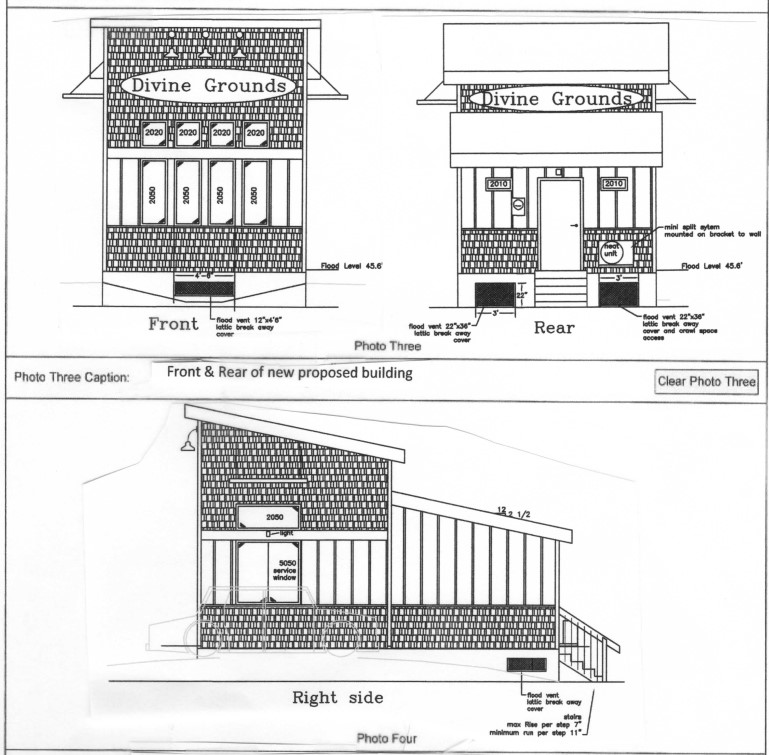 Divine Grounds
2020 2020 2020 2020
2050 2050 2050 2050
Flood Level 45.6'
4'-6"
flood vent 12"x4'6"
lattic break away
cover
Front
Divine Grounds
2010 2010
mini split sytem
mounted on bracket to wall
heat
unit
Flood Level 45.6'
3'
22"
3'
flood vent 22"x36"
lattic break away
cover
flood vent 22"x36"
lattic break away
cover and crawl space
access
Rear
Photo Three
Photo Three Caption: Front & Rear of new proposed building
Clear Photo Three
12
2 1/2
2050
light
5050
service
window
flood vent
lattic break away
cover
Right side
stairs
max Rise per step 7"
minimum run per step 11"
Photo Four